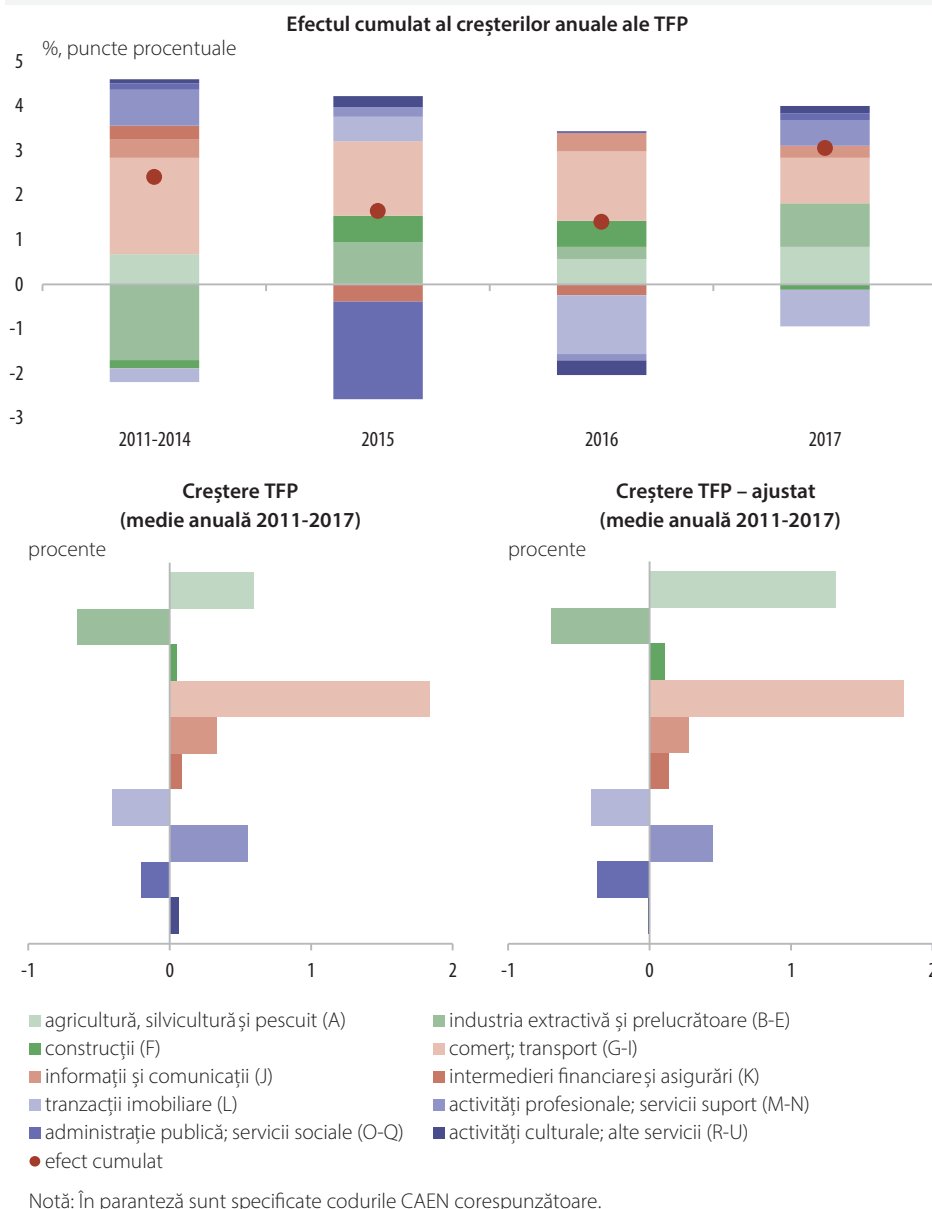 Efectul cumulat al creșterilor anuale ale TFP
%, puncte procentuale
5
4
3
2
1
0
-1
-2
-3
2011-2014
2015
2016
2017
Creștere TFP
(medie anuală 2011-2017)
procente
-1
0
1
2
Creștere TFP – ajustat
(medie anuală 2011-2017)
procente
-1
0
1
2
agricultură, silvicultură și pescuit (A)
industria extractivă și prelucrătoare (B-E)
construcții (F)
comerț; transport (G-I)
informații și comunicații (J)
intermedieri financiare și asigurări (K)
tranzacții imobiliare (L)
activități profesionale; servicii suport (M-N)
administrație publică; servicii sociale (O-Q)
activități culturale; alte servicii (R-U)
efect cumulat
Notă: În paranteză sunt specificate codurile CAEN corespunzătoare.